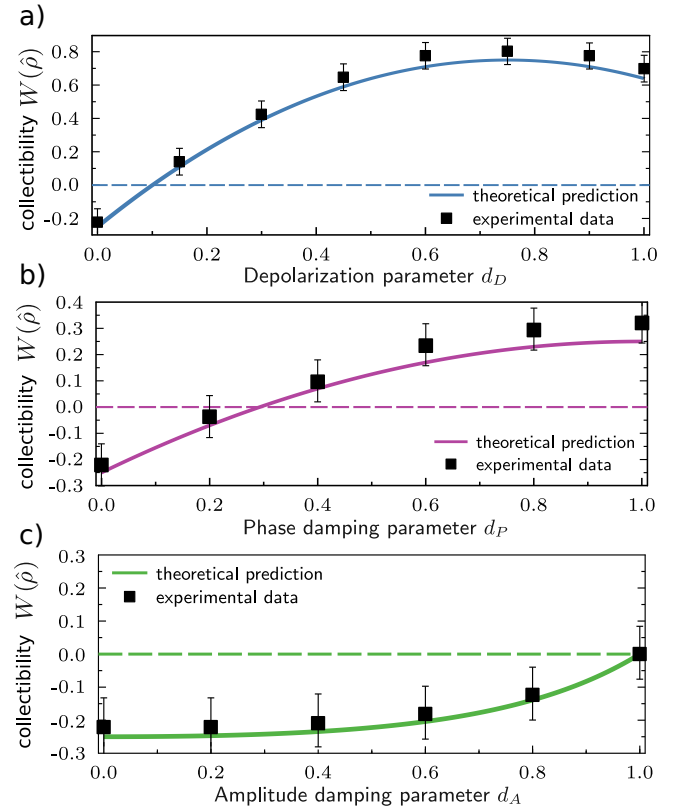 a)
collectibility W(ρ̂)
0.8
0.6
0.4
0.2
0.0
-0.2
theoretical prediction
experimental data
0.0 0.2 0.4 0.6 0.8 1.0
Depolarization parameter d_D
b)
collectibility W(ρ̂)
0.4
0.3
0.2
0.1
0.0
-0.1
-0.2
-0.3
theoretical prediction
experimental data
0.0 0.2 0.4 0.6 0.8 1.0
Phase damping parameter d_P
c)
collectibility W(ρ̂)
0.3
0.2
0.1
0.0
-0.1
-0.2
-0.3
theoretical prediction
experimental data
0.0 0.2 0.4 0.6 0.8 1.0
Amplitude damping parameter d_A